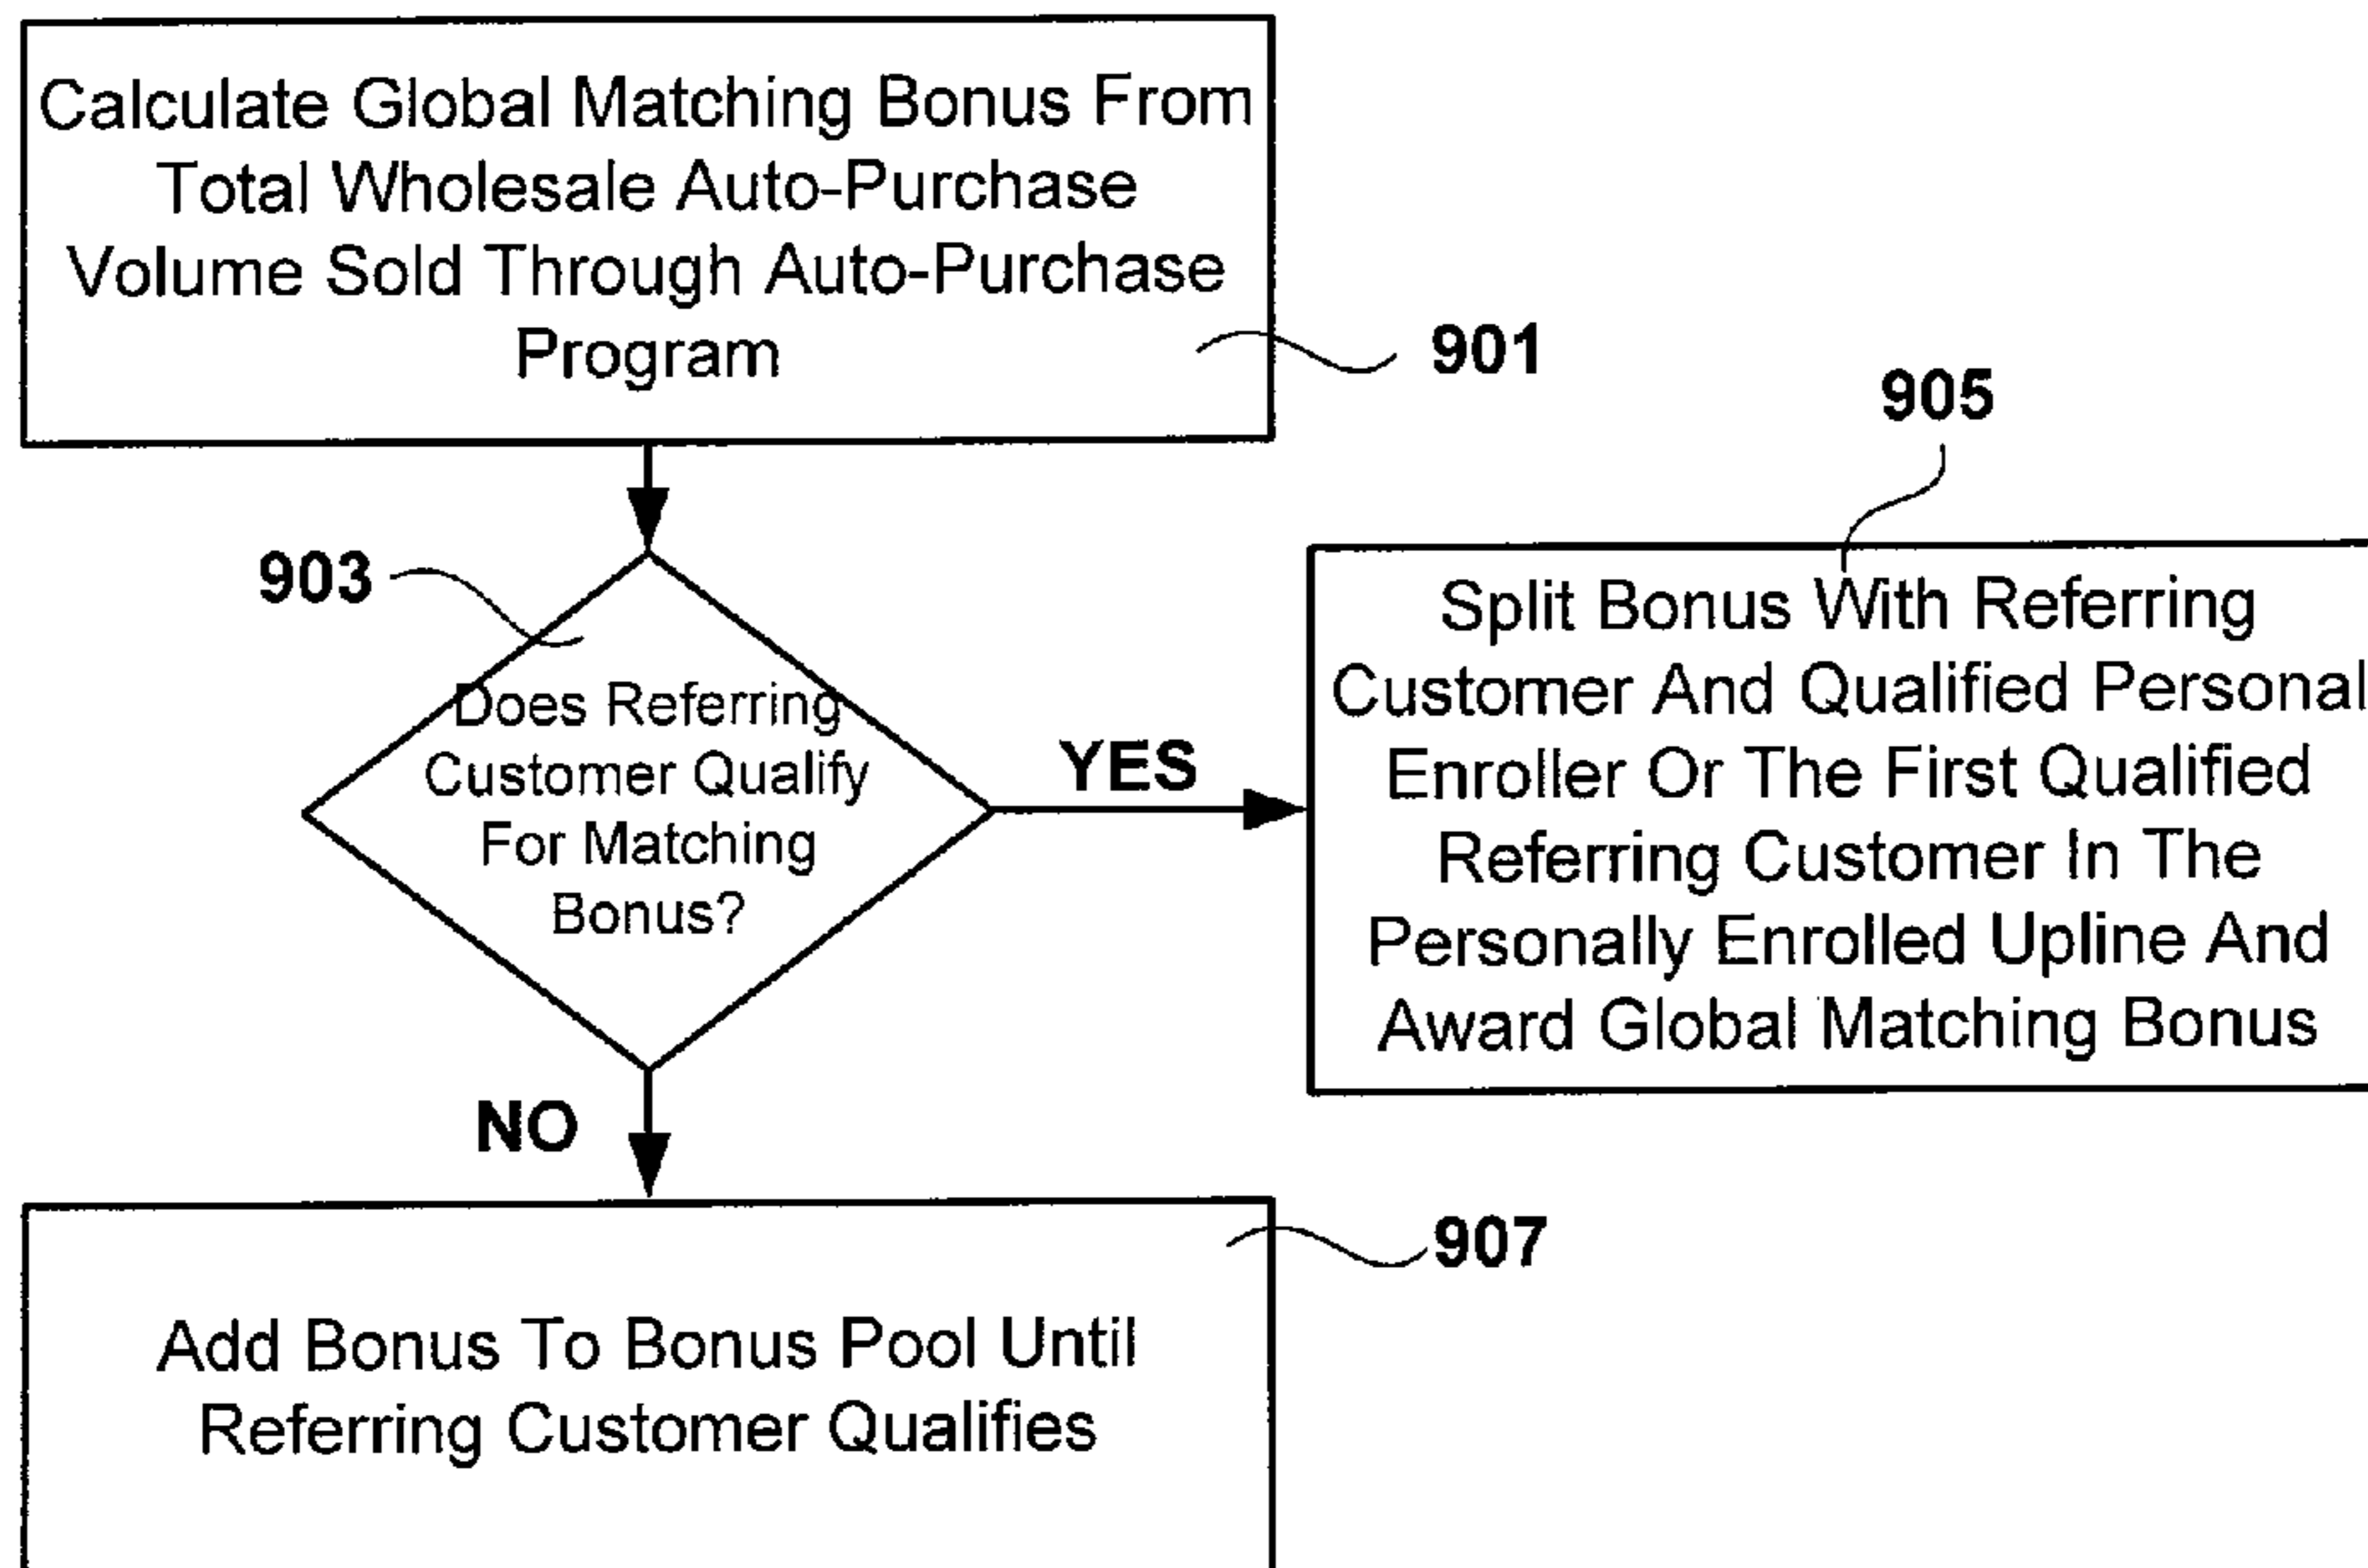 Calculate Global Matching Bonus From
Total Wholesale Auto-Purchase
Volume Sold Through Auto-Purchase
Program
901
905
903
Does Referring
Customer Qualify
For Matching
Bonus?
YES
Split Bonus With Referring
Customer And Qualified Personal
Enroller Or The First Qualified
Referring Customer In The
Personally Enrolled Upline And
Award Global Matching Bonus
NO
907
Add Bonus To Bonus Pool Until
Referring Customer Qualifies